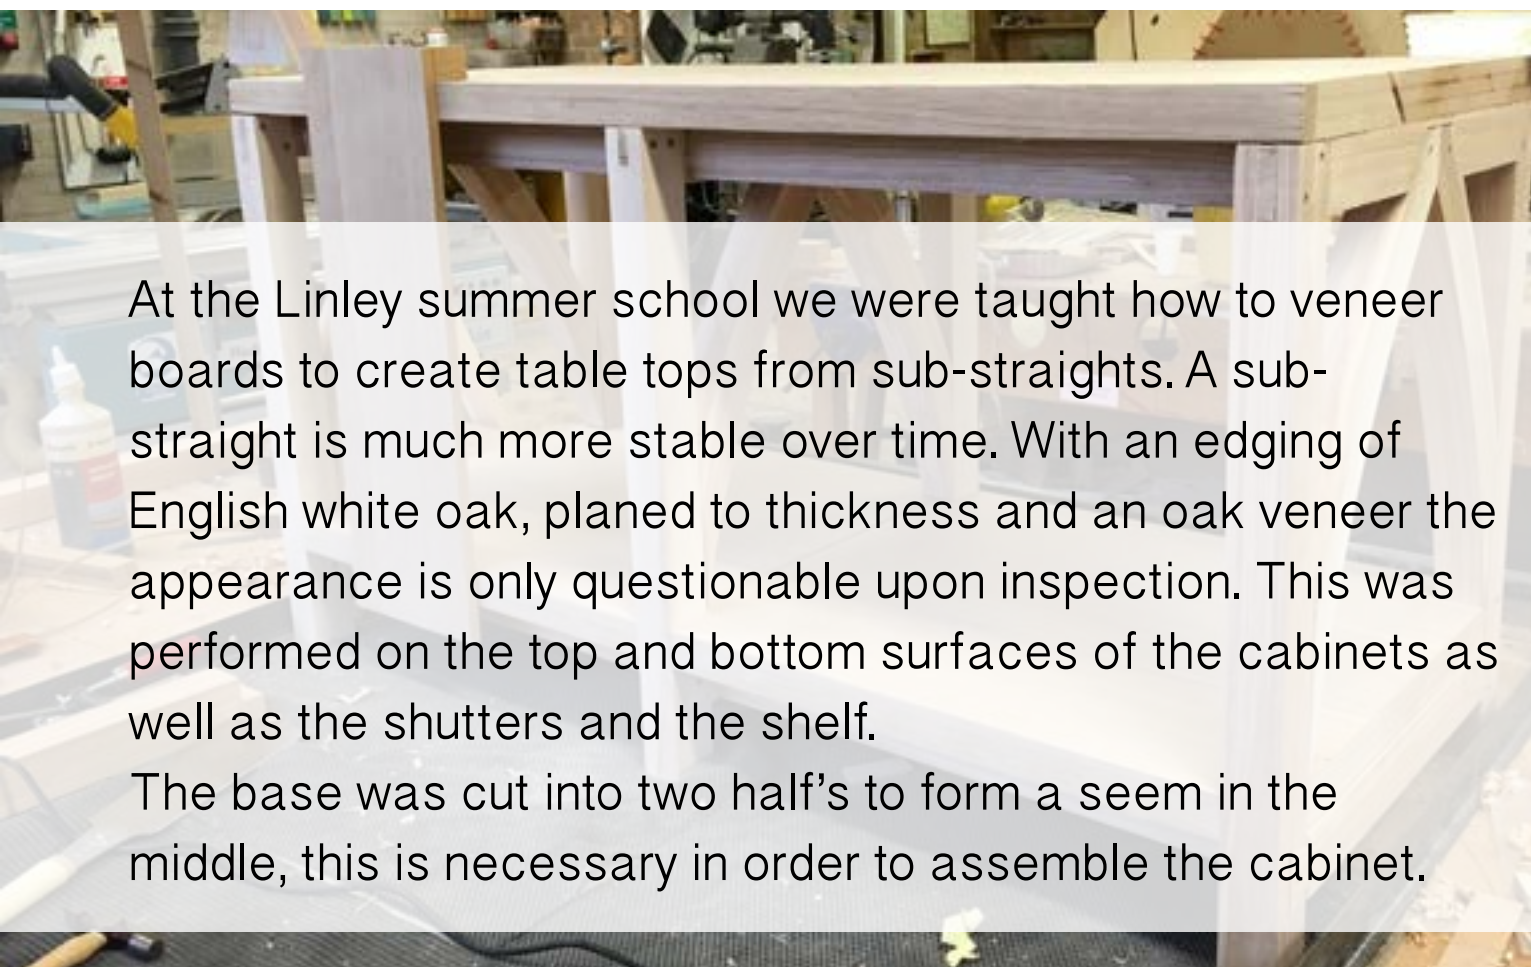 At the Linley summer school we were taught how to veneer
boards to create table tops from sub-straights. A sub-
straight is much more stable over time. With an edging of
English white oak, planed to thickness and an oak veneer the
appearance is only questionable upon inspection. This was
performed on the top and bottom surfaces of the cabinets as
well as the shutters and the shelf.
The base was cut into two half’s to form a seem in the
middle, this is necessary in order to assemble the cabinet.